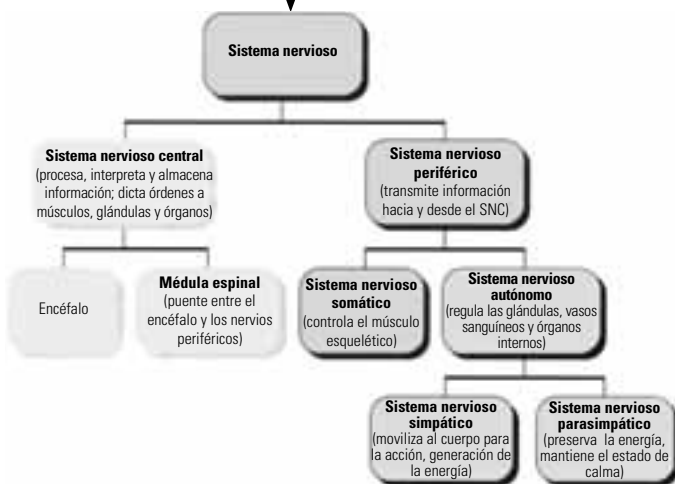 Sistema nervioso
Sistema nervioso central
(procesa, interpreta y almacena
información; dicta órdenes a
músculos, glándulas y órganos)
Sistema nervioso
periférico
(transmite información
hacia y desde el SNC)
Encéfalo
Médula espinal
(puente entre el
encéfalo y los nervios
periféricos)
Sistema nervioso
somático
(controla el músculo
esquelético)
Sistema nervioso
autónomo
(regula las glándulas, vasos
sanguíneos y órganos
internos)
Sistema nervioso
simpático
(moviliza al cuerpo para
la acción, generación de
la energía)
Sistema nervioso
parasimpático
(preserva la energía,
mantiene el estado de
calma)